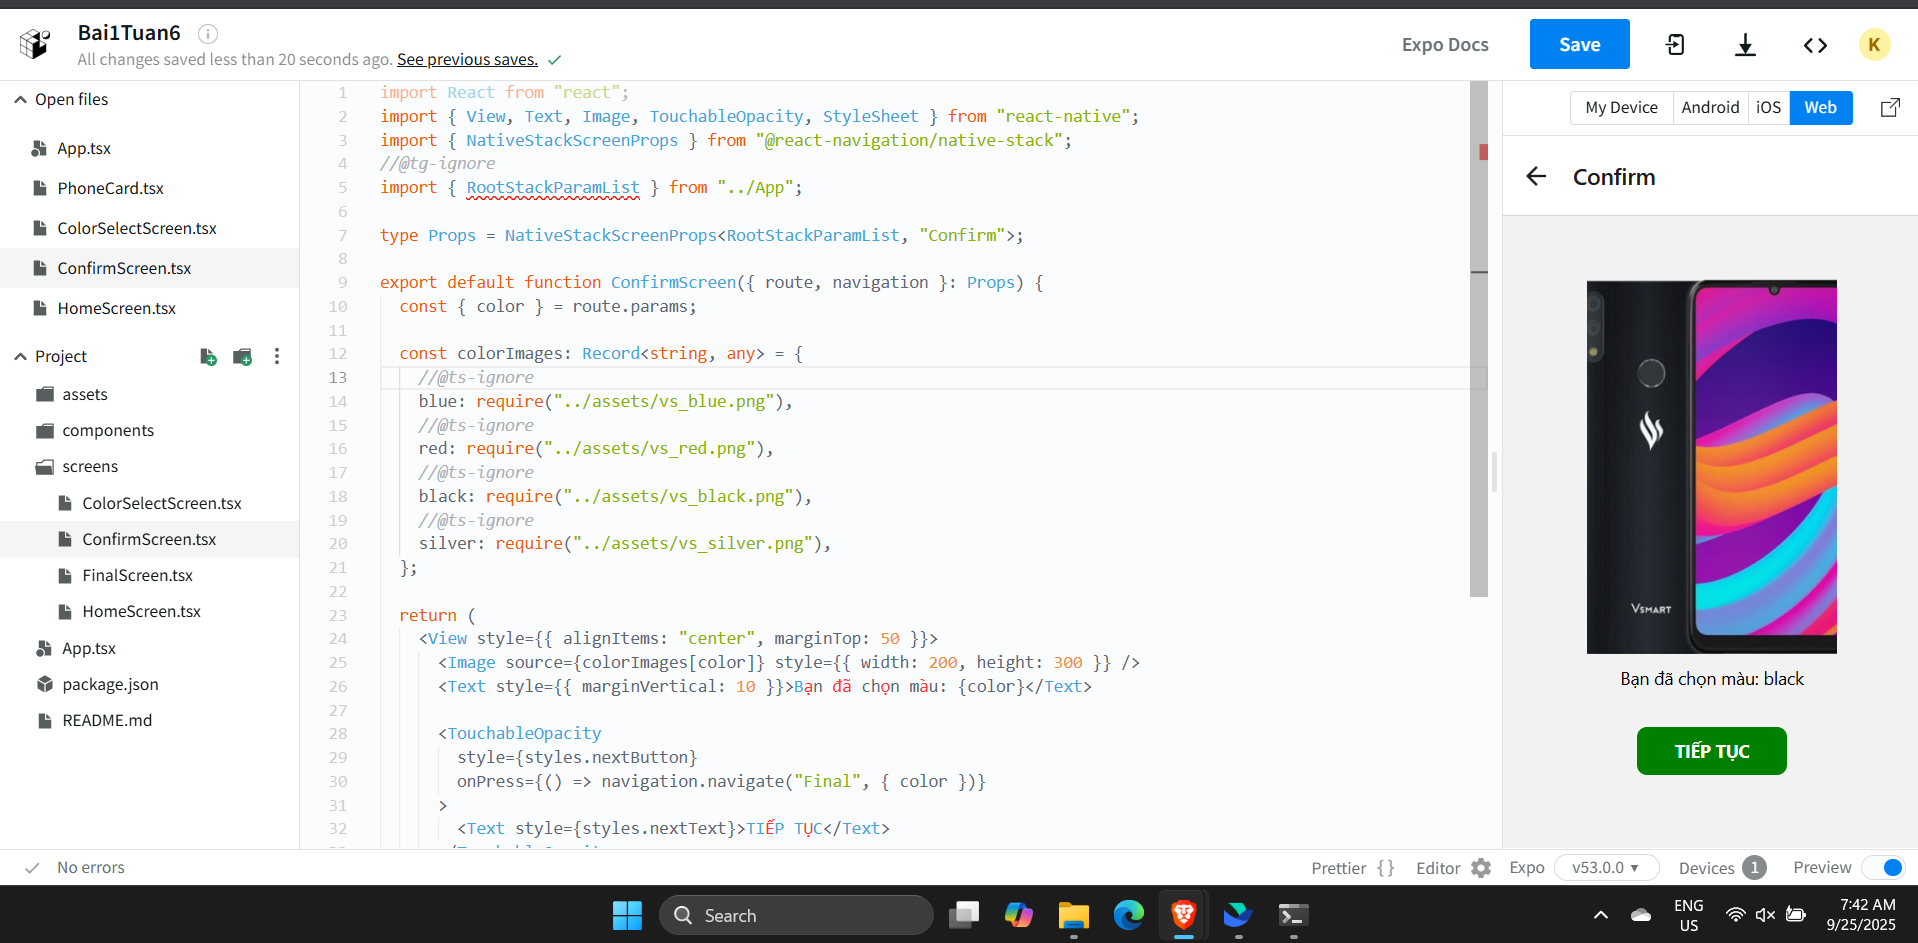 Bai1Tuan6
All changes saved less than 20 seconds ago. See previous saves.
Expo Docs
Save
K
Open files
App.tsx
PhoneCard.tsx
ColorSelectScreen.tsx
ConfirmScreen.tsx
HomeScreen.tsx
Project
assets
components
screens
ColorSelectScreen.tsx
ConfirmScreen.tsx
FinalScreen.tsx
HomeScreen.tsx
App.tsx
package.json
README.md
1 import React from "react";
2 import { View, Text, Image, TouchableOpacity, StyleSheet } from "react-native";
3 import { NativeStackScreenProps } from "@react-navigation/native-stack";
4 //@tg-ignore
5 import { RootStackParamList } from "../App";
6
7 type Props = NativeStackScreenProps<RootStackParamList, "Confirm">;
8
9 export default function ConfirmScreen({ route, navigation }: Props) {
10 const { color } = route.params;
11
12 const colorImages: Record<string, any> = {
13 //@ts-ignore
14 blue: require("../assets/vs_blue.png"),
15 //@ts-ignore
16 red: require("../assets/vs_red.png"),
17 //@ts-ignore
18 black: require("../assets/vs_black.png"),
19 //@ts-ignore
20 silver: require("../assets/vs_silver.png"),
21 };
22
23 return (
24 <View style={{ alignItems: "center", marginTop: 50 }}>
25 <Image source={colorImages[color]} style={{ width: 200, height: 300 }} />
26 <Text style={{ marginVertical: 10 }}>Bạn đã chọn màu: {color}</Text>
27
28 <TouchableOpacity
29 style={styles.nextButton}
30 onPress={() => navigation.navigate("Final", { color })}
31 >
32 <Text style={styles.nextText}>TIẾP TỤC</Text>
My Device
Android
iOS
Web
Confirm
VSMART
Bạn đã chọn màu: black
TIẾP TỤC
No errors
Prettier {}
Editor
Expo
v53.0.0
Devices 1
Preview
Search
ENG
US
7:42 AM
9/25/2025